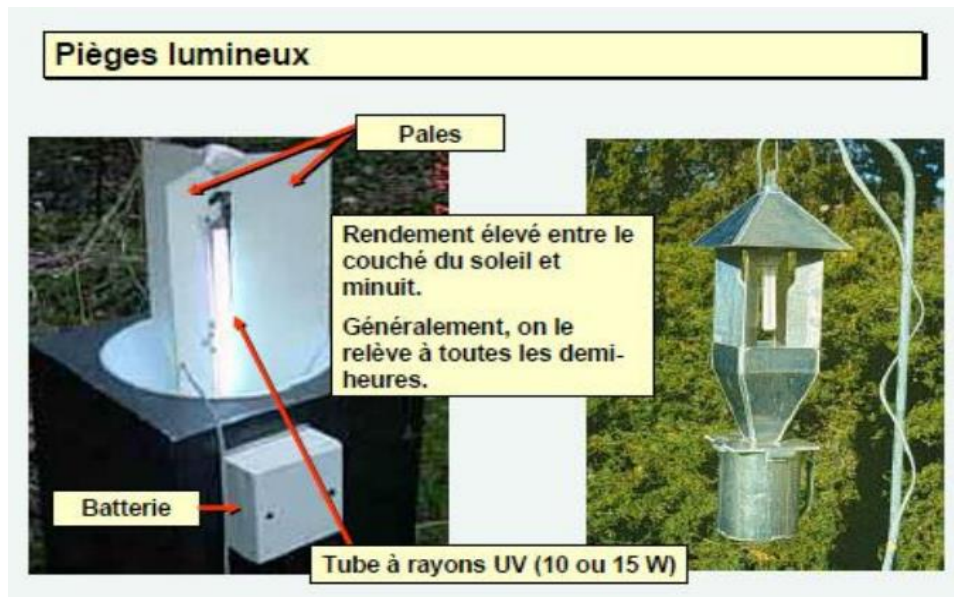 Pièges lumineux
Pales
Rendement élevé entre le
couché du soleil et
minuit.
Généralement, on le
relève à toutes les demi-
heures.
Batterie
Tube à rayons UV (10 ou 15 W)